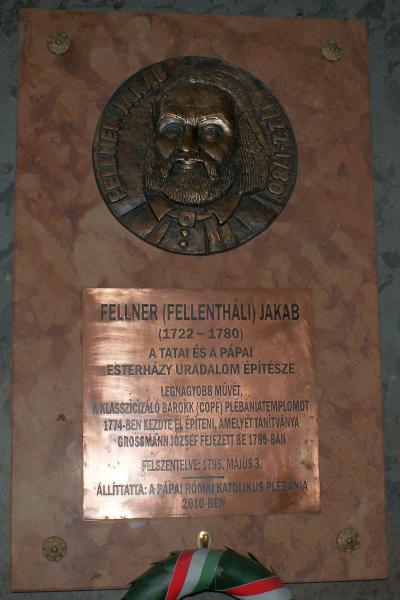 FELLNER JAKAB 1722-1780
FELLNER (FELLENTHÁLI) JAKAB
(1722 – 1780)
A TATAI ÉS A PÁPAI
ESTERHÁZY URADALOM ÉPÍTÉSZE
LEGNAGYOBB MŰVÉT,
A KLASSZICIZÁLÓ BAROKK (COPF) PLÉBÁNIATEMPLOMOT
1774-BEN KEZDTE EL ÉPÍTENI, AMELYET TANÍTVÁNYA
GROSSMANN JÓZSEF FEJEZETT BE 1786-BAN
FELSZENTELVE: 1795. MÁJUS 3.
ÁLLÍTTATTA: A PÁPAI RÓMAI KATOLIKUS PLÉBÁNIA
2010-BEN